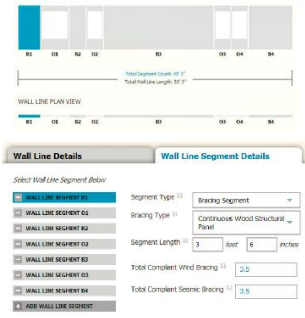 B1 O1 B2 O2 B3 O3 O4 B4
Total Segment Count: 40' 0"
Total Wall Line Length: 36' 0"
WALL LINE PLAN VIEW
B1 O1 B2 O2 B3 O3 O4 B4
Wall Line Details
Wall Line Segment Details
Select Wall Line Segment Below
WALL LINE SEGMENT B1
WALL LINE SEGMENT O1
WALL LINE SEGMENT B2
WALL LINE SEGMENT O2
WALL LINE SEGMENT B3
WALL LINE SEGMENT O3
WALL LINE SEGMENT B4
ADD WALL LINE SEGMENT
Segment Type Bracing Segment
Bracing Type Continuous Wood Structural
Panel
Segment Length 3 feet 6 inches
Total Compliant Wind Bracing 3.5
Total Compliant Seismic Bracing 3.5